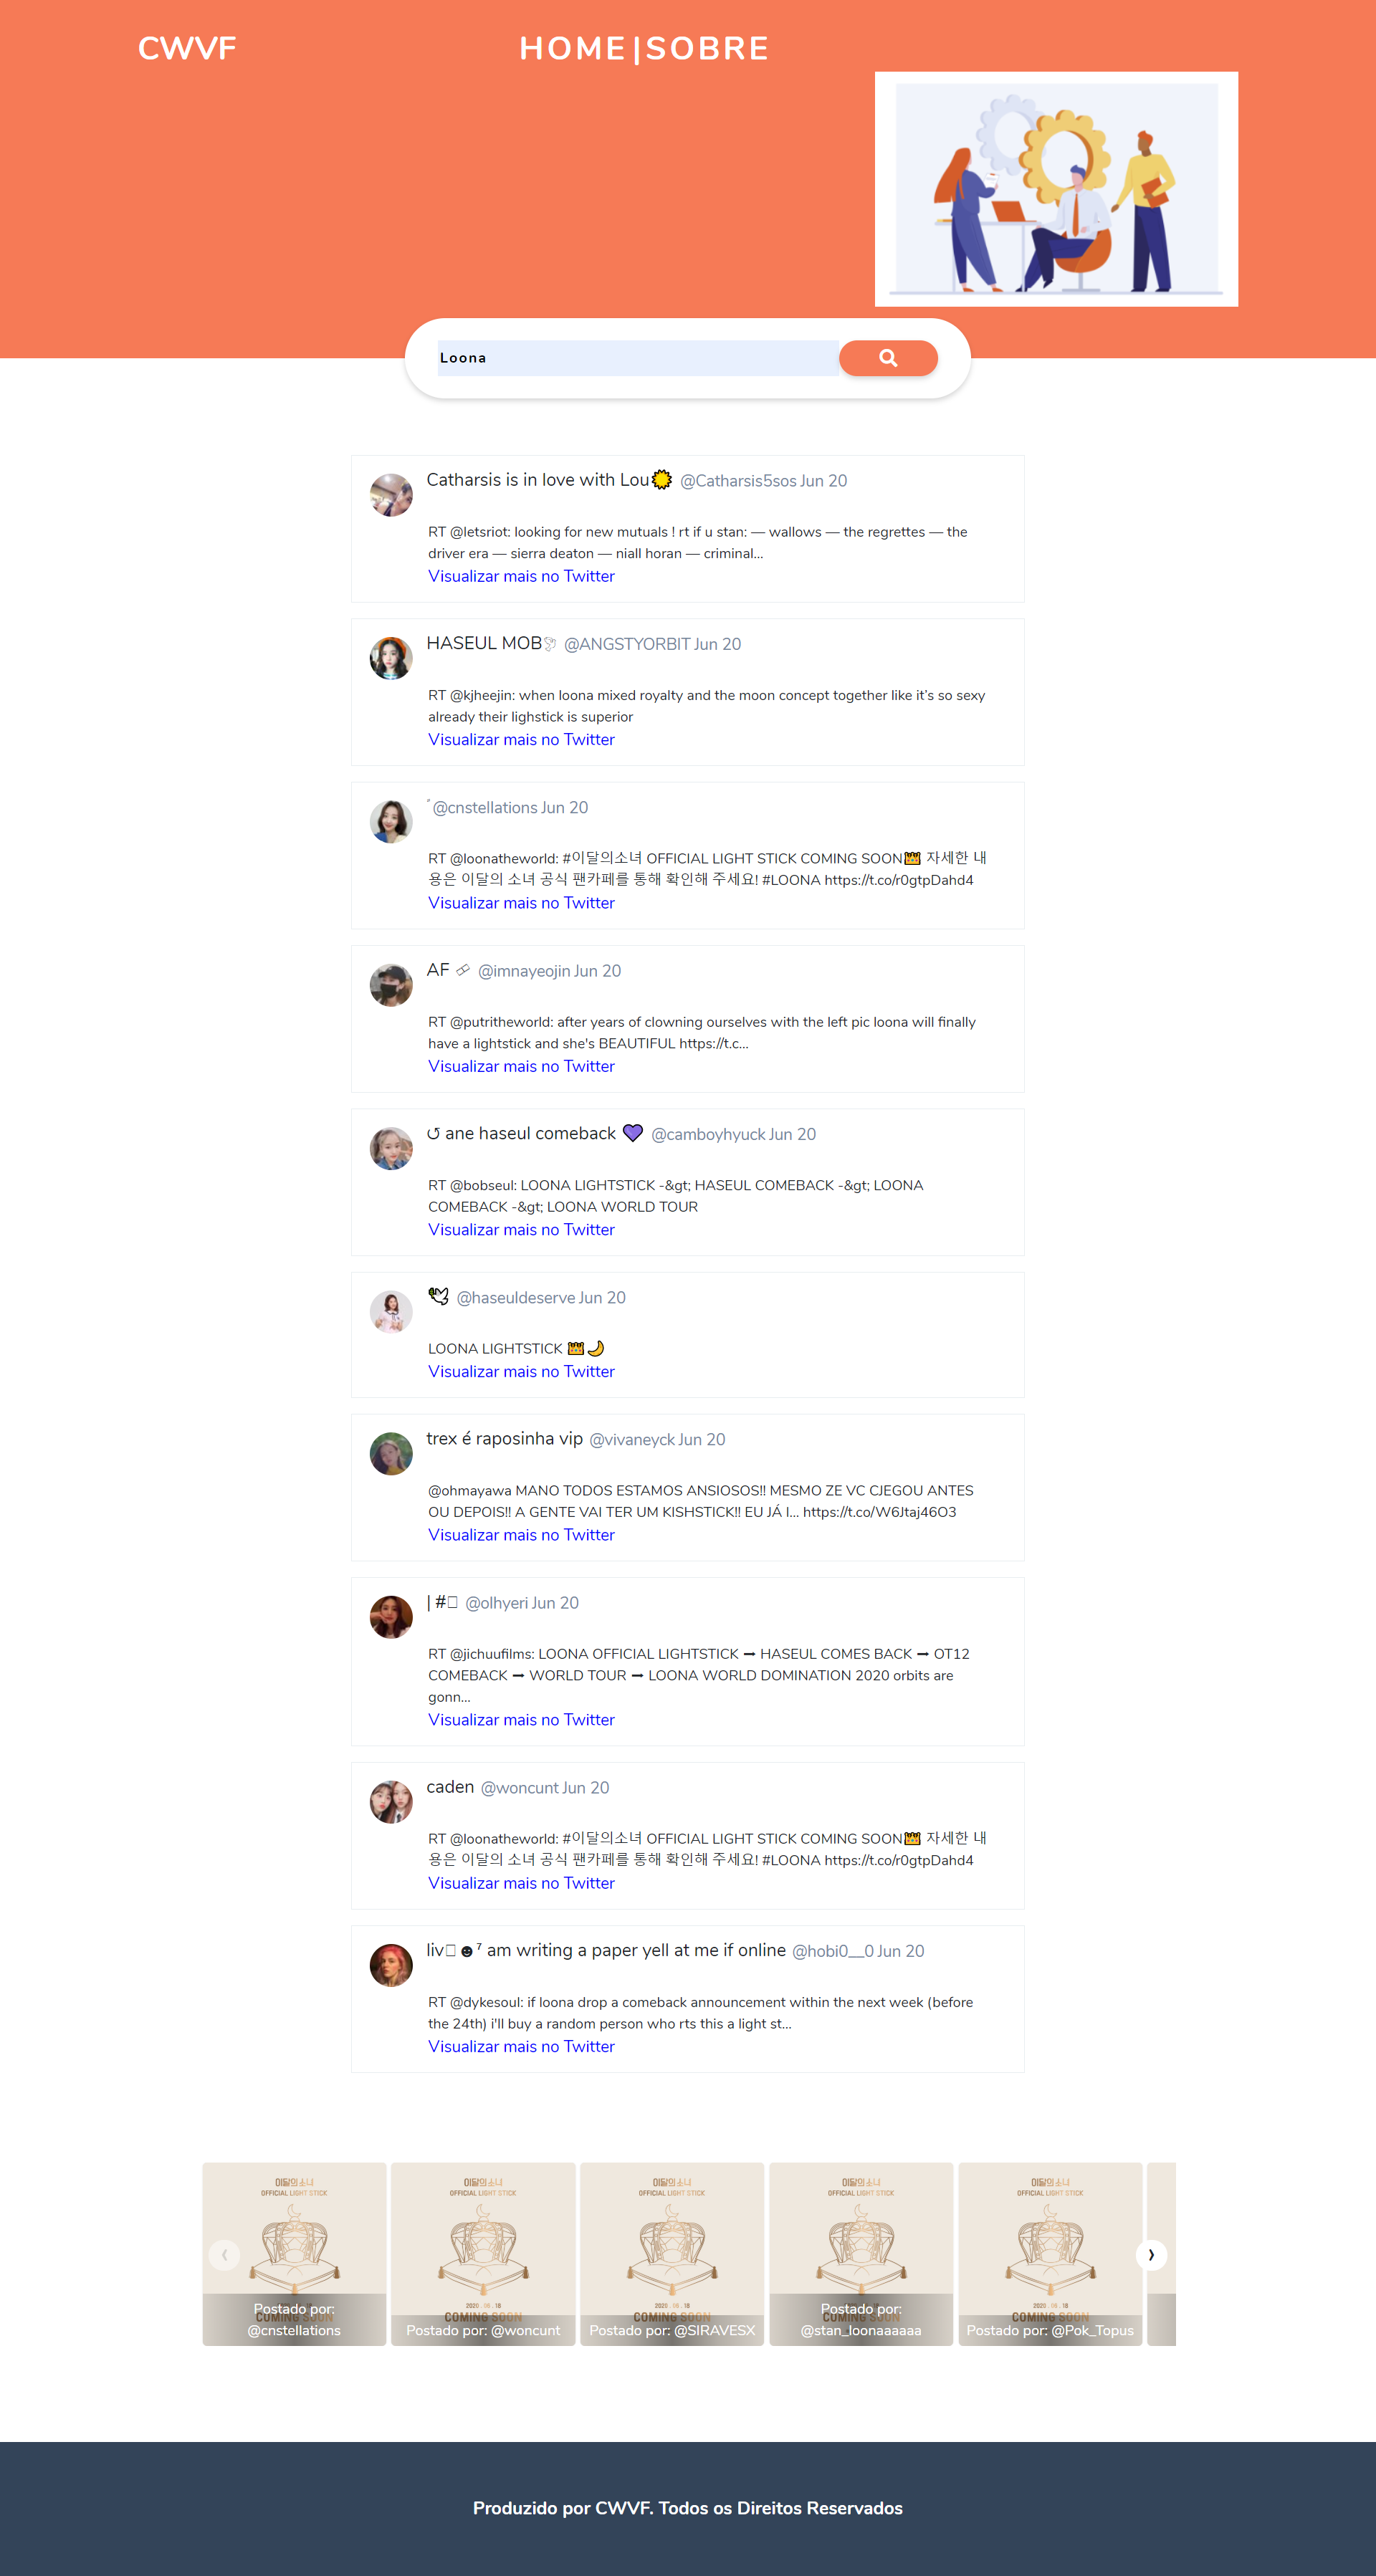 CWVF
HOME|SOBRE
Loona
Catharsis is in love with Lou🌟 @Catharsis5sos Jun 20
RT @letsriot: looking for new mutuals ! rt if u stan: — wallows — the regrettes — the
driver era — sierra deaton — niall horan — criminal…
Visualizar mais no Twitter
HASEUL MOB🕊 @ANGSTYORBIT Jun 20
RT @kjheejin: when loona mixed royalty and the moon concept together like it’s so sexy
already their lighstick is superior
Visualizar mais no Twitter
@cnstellations Jun 20
RT @loonatheworld: #이달의소녀 OFFICIAL LIGHT STICK COMING SOON👑 자세한 내
용은 이달의 소녀 공식 팬카페를 통해 확인해 주세요! #LOONA https://t.co/r0gtpDahd4
Visualizar mais no Twitter
AF @imnayeojin Jun 20
RT @putritheworld: after years of clowning ourselves with the left pic loona will finally
have a lightstick and she's BEAUTIFUL https://t.c…
Visualizar mais no Twitter
↺ ane haseul comeback 💜 @camboyhyuck Jun 20
RT @bobseul: LOONA LIGHTSTICK -&gt; HASEUL COMEBACK -&gt; LOONA
COMEBACK -&gt; LOONA WORLD TOUR
Visualizar mais no Twitter
🕊 @haseuldeserve Jun 20
LOONA LIGHTSTICK 👑🌙
Visualizar mais no Twitter
trex é raposinha vip @vivaneyck Jun 20
@ohmayawa MANO TODOS ESTAMOS ANSIOSOS!! MESMO ZE VC CJEGOU ANTES
OU DEPOIS!! A GENTE VAI TER UM KISHSTICK!! EU JÁ I… https://t.co/W6Jtaj46O3
Visualizar mais no Twitter
| # @olhyeri Jun 20
RT @jichuufilms: LOONA OFFICIAL LIGHTSTICK ➞ HASEUL COMES BACK ➞ OT12
COMEBACK ➞ WORLD TOUR ➞ LOONA WORLD DOMINATION 2020 orbits are
gonn…
Visualizar mais no Twitter
caden @woncunt Jun 20
RT @loonatheworld: #이달의소녀 OFFICIAL LIGHT STICK COMING SOON👑 자세한 내
용은 이달의 소녀 공식 팬카페를 통해 확인해 주세요! #LOONA https://t.co/r0gtpDahd4
Visualizar mais no Twitter
liv ☻⁷ am writing a paper yell at me if online @hobi0__0 Jun 20
RT @dykesoul: if loona drop a comeback announcement within the next week (before
the 24th) i'll buy a random person who rts this a light st…
Visualizar mais no Twitter
이달의소녀 이달의소녀 이달의소녀 이달의소녀 이달의소녀
OFFICIAL LIGHT STICK OFFICIAL LIGHT STICK OFFICIAL LIGHT STICK OFFICIAL LIGHT STICK OFFICIAL LIGHT STICK
COMING SOON COMING SOON COMING SOON COMING SOON COMING SOON
Postado por: Postado por:
@cnstellations Postado por: @woncunt Postado por: @SIRAVESX @stan_loonaaaaaa Postado por: @Pok_Topus
Produzido por CWVF. Todos os Direitos Reservados